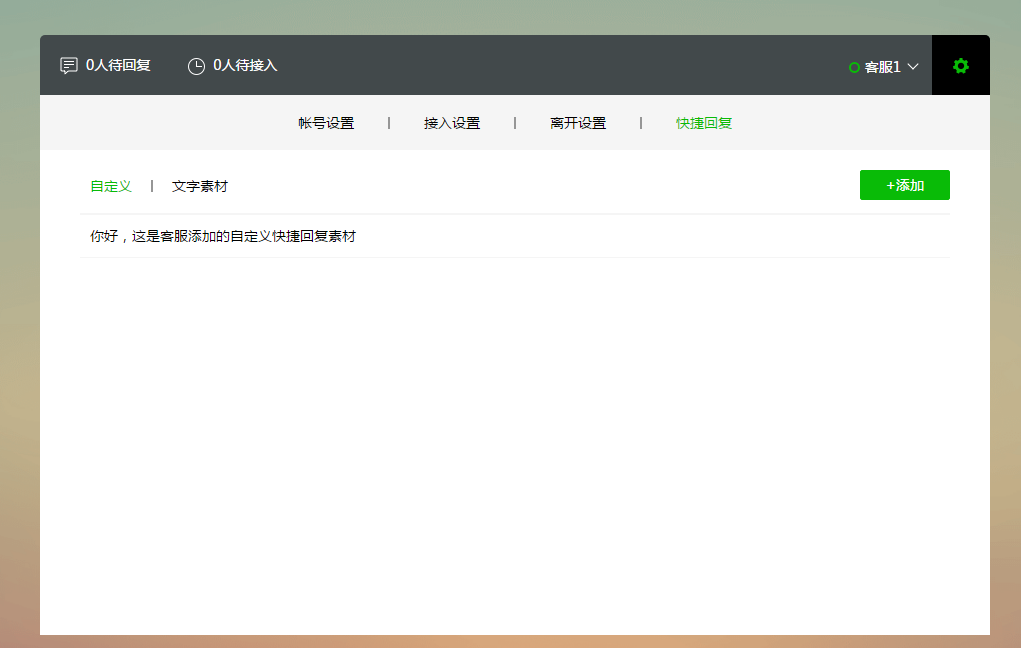 0人待回复 0人待接入 客服1
帐号设置 | 接入设置 | 离开设置 | 快捷回复
自定义 | 文字素材 +添加
你好，这是客服添加的自定义快捷回复素材